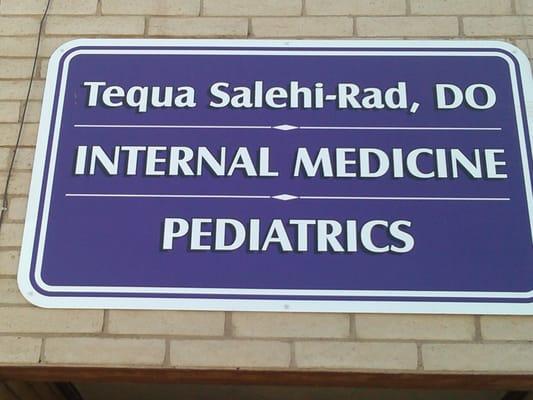 Tequa Salehi-Rad, DO
INTERNAL MEDICINE
PEDIATRICS